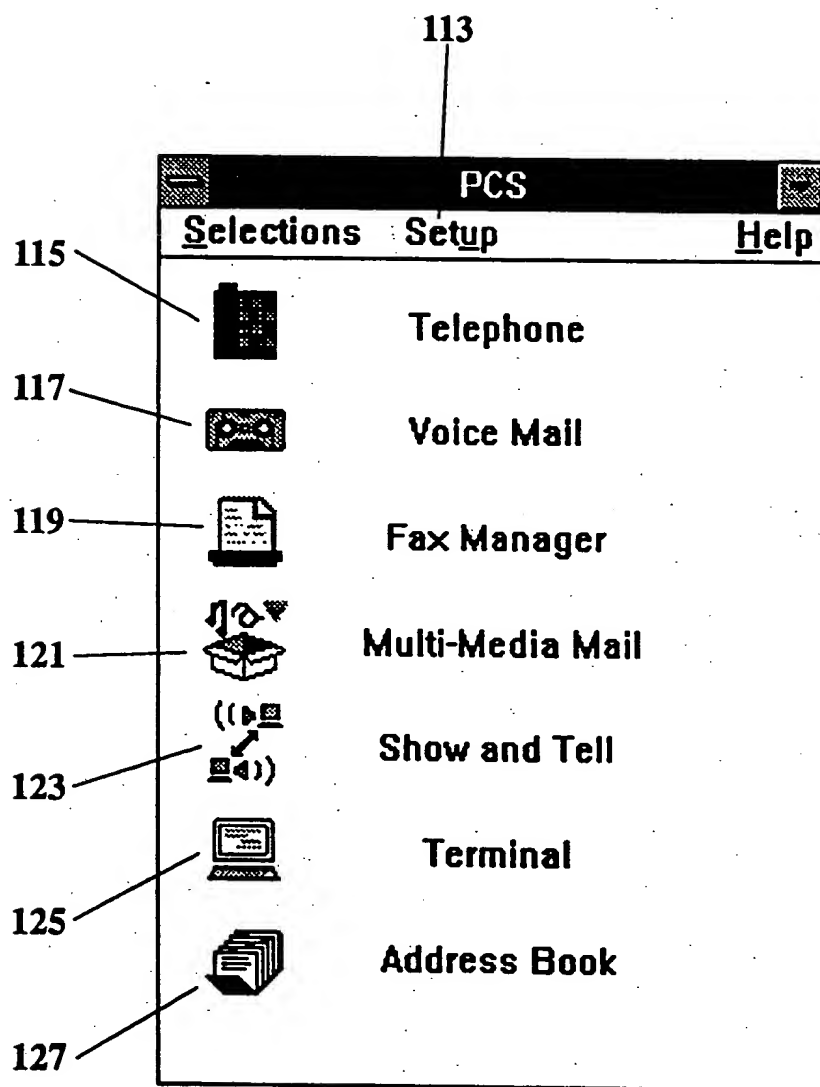 113
PCS
Selections Setup Help
115
Telephone
117
Voice Mail
119
Fax Manager
121
Multi-Media Mail
123
Show and Tell
125
Terminal
127
Address Book